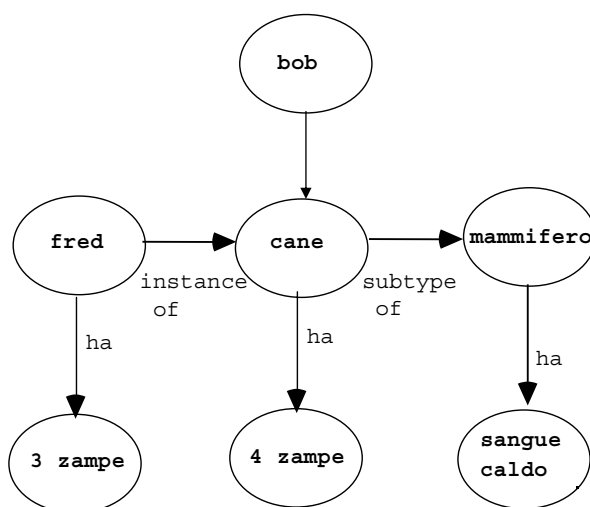 bob
fred
cane
mammifero
instance
of
subtype
of
ha
ha
ha
3 zampe
4 zampe
sangue
caldo